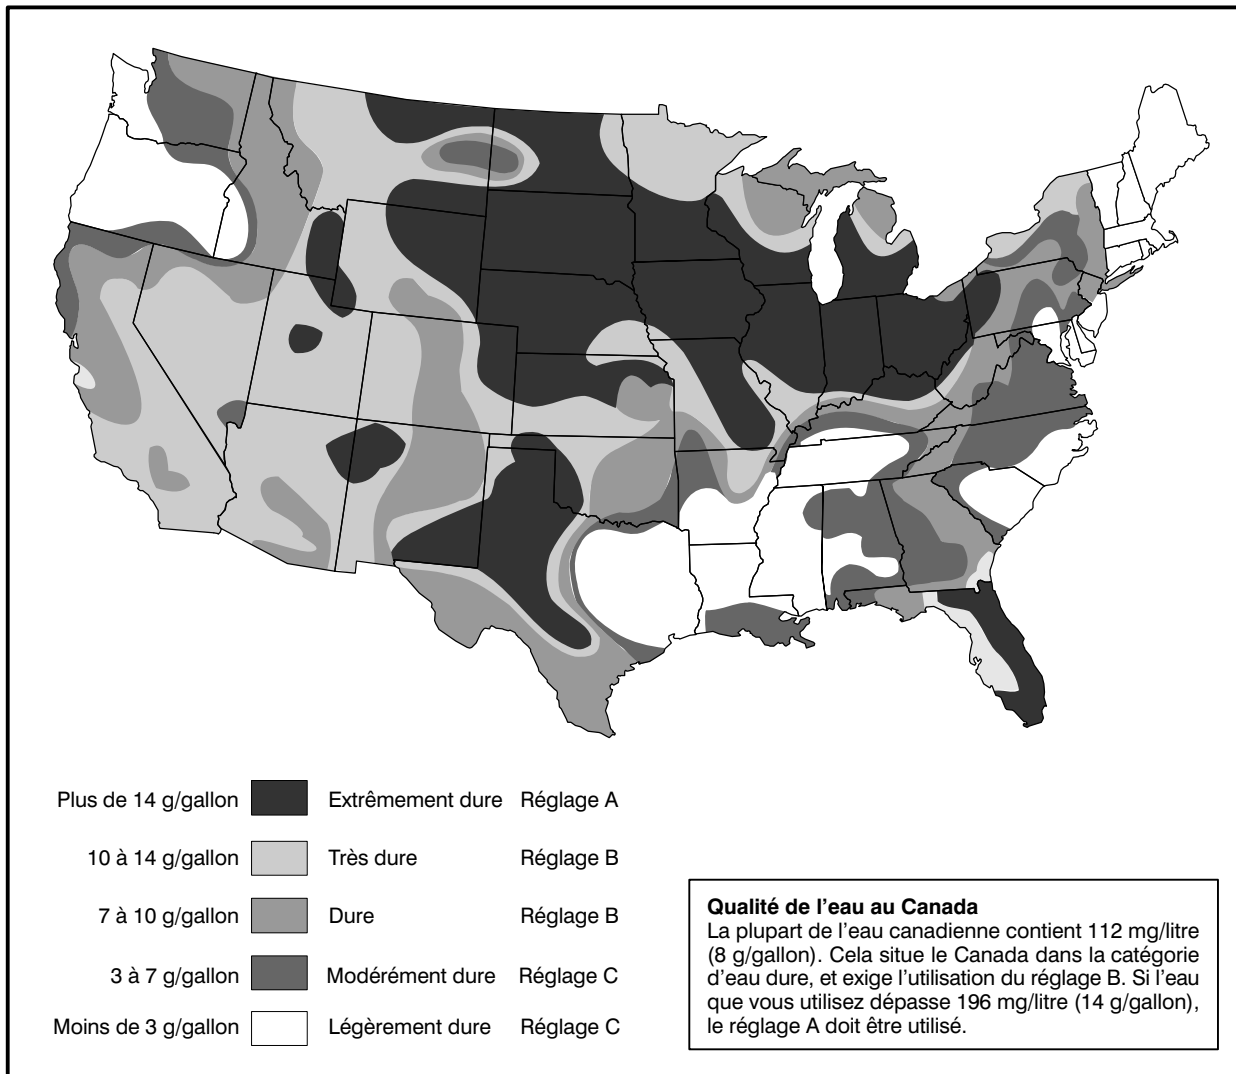 Plus de 14 g/gallon Extrêmement dure Réglage A
10 à 14 g/gallon Très dure Réglage B
7 à 10 g/gallon Dure Réglage B
3 à 7 g/gallon Modérément dure Réglage C
Moins de 3 g/gallon Légèrement dure Réglage C
Qualité de l’eau au Canada
La plupart de l’eau canadienne contient 112 mg/litre
(8 g/gallon). Cela situe le Canada dans la catégorie
d’eau dure, et exige l’utilisation du réglage B. Si l’eau
que vous utilisez dépasse 196 mg/litre (14 g/gallon),
le réglage A doit être utilisé.